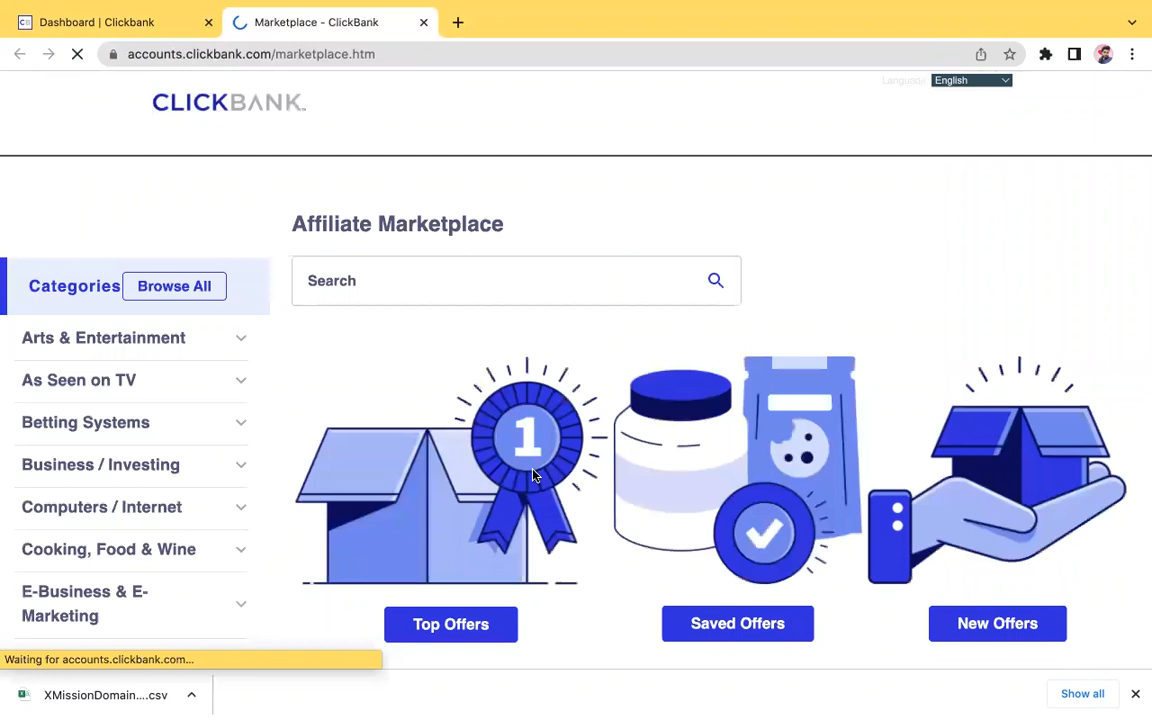 Dashboard | Clickbank
Marketplace - ClickBank
accounts.clickbank.com/marketplace.htm
Language
English
CLICKBANK
Affiliate Marketplace
Categories
Browse All
Search
Arts & Entertainment
As Seen on TV
Betting Systems
Business / Investing
Computers / Internet
Cooking, Food & Wine
E-Business & E-
Marketing
1
Top Offers
Saved Offers
New Offers
Waiting for accounts.clickbank.com...
XMissionDomain....csv
Show all